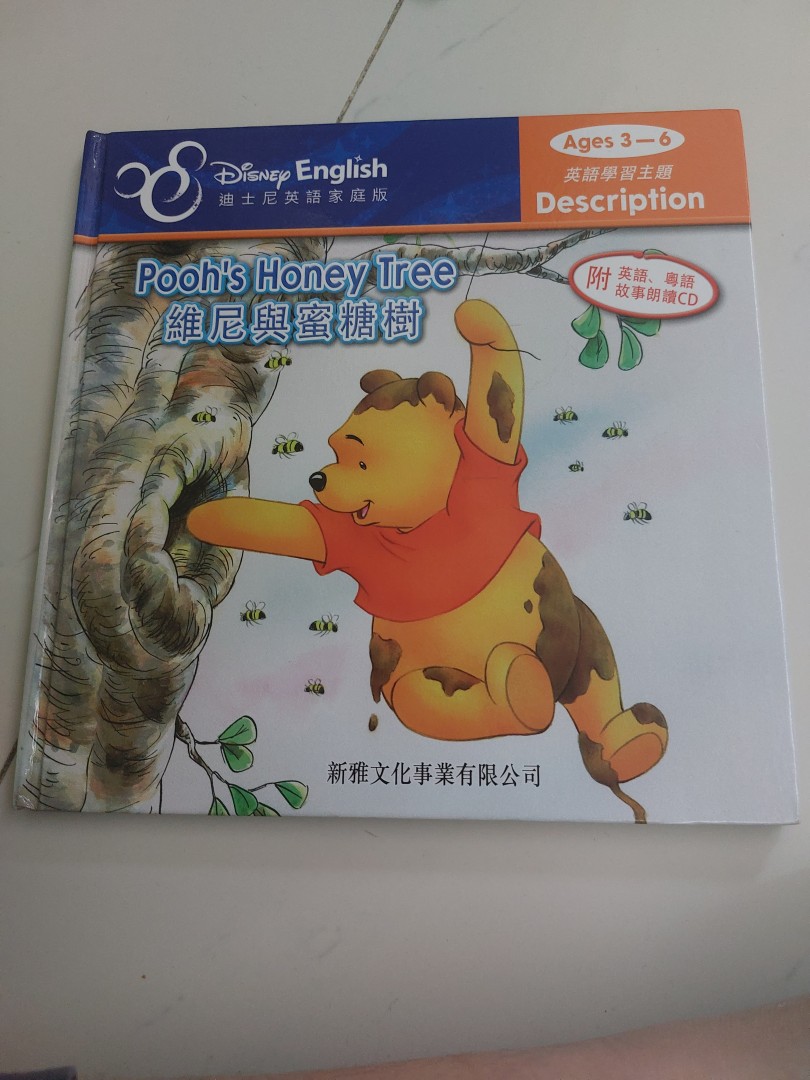 Disney English
迪士尼英語家庭版
Ages 3—6
英語學習主題
Description
Pooh's Honey Tree
維尼與蜜糖樹
附 英語、粵語
故事朗讀CD
新雅文化事業有限公司